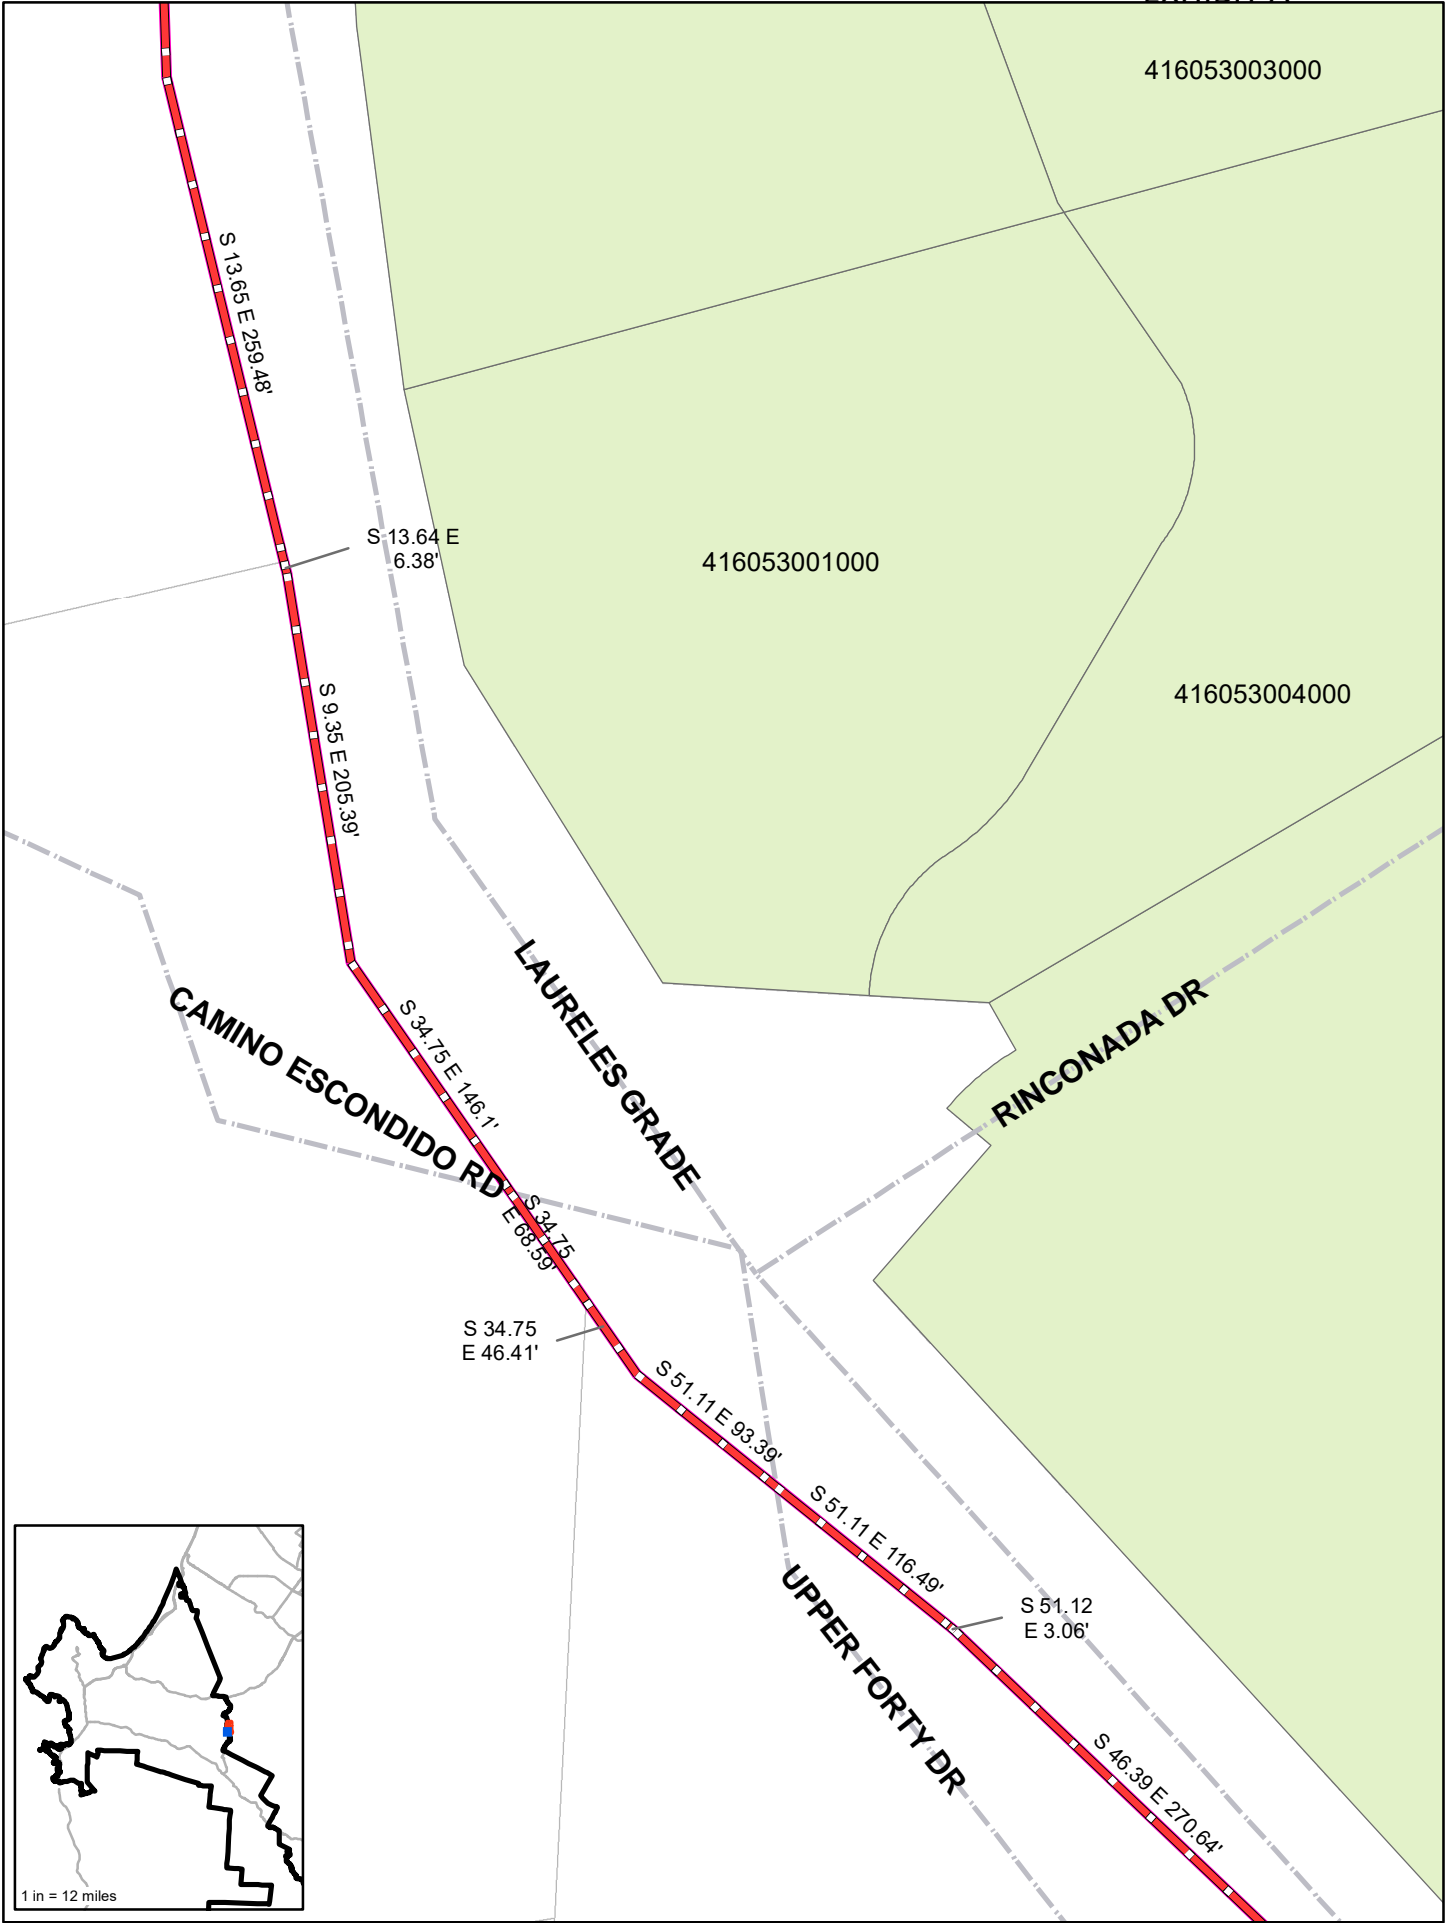 416053003000
S 13.65 E 259.48'
S 13.64 E
6.38'
416053001000
416053004000
S 9.35 E 205.39'
LAURELES GRADE
CAMINO ESCONDIDO RD
RINCONADA DR
S 34.75 E 146.1'
S 34.75
E 68.59'
S 34.75
E 46.41'
S 51.11 E 93.39'
S 51.11 E 116.49'
UPPER FORTY DR
S 51.12
E 3.06'
S 46.39 E 270.64'
1 in = 12 miles